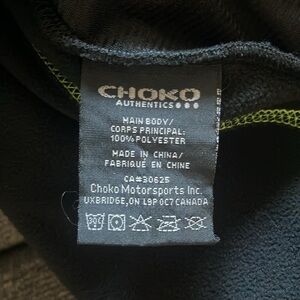 CHOKO
AUTHENTICS
MAIN BODY/
CORPS PRINCIPAL:
100% POLYESTER
MADE IN CHINA/
FABRIQUÉ EN CHINE
CA#30625
Choko Motorsports Inc.
UXBRIDGE, ON L9P 0C7 CANADA